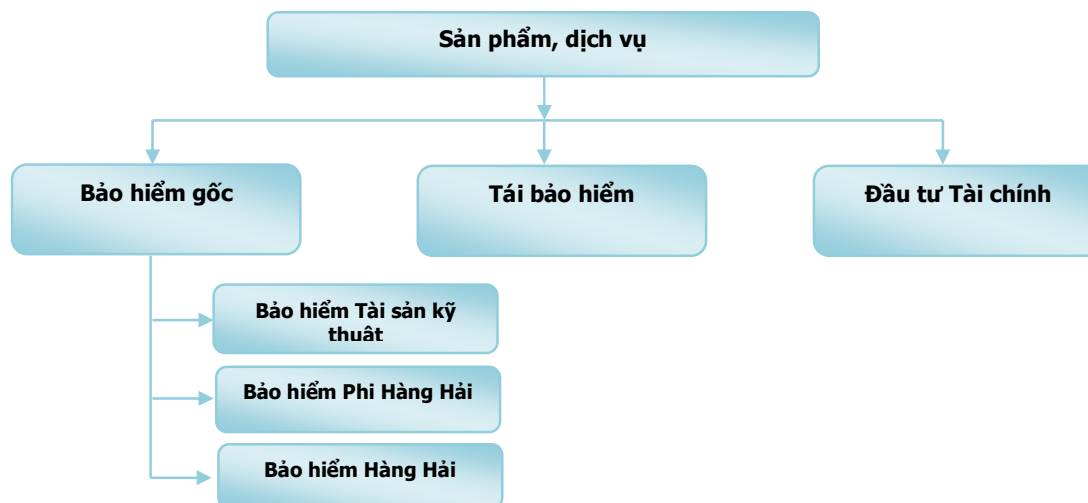 Sản phẩm, dịch vụ
Bảo hiểm gốc
Tái bảo hiểm
Đầu tư Tài chính
Bảo hiểm Tài sản kỹ
thuật
Bảo hiểm Phi Hàng Hải
Bảo hiểm Hàng Hải